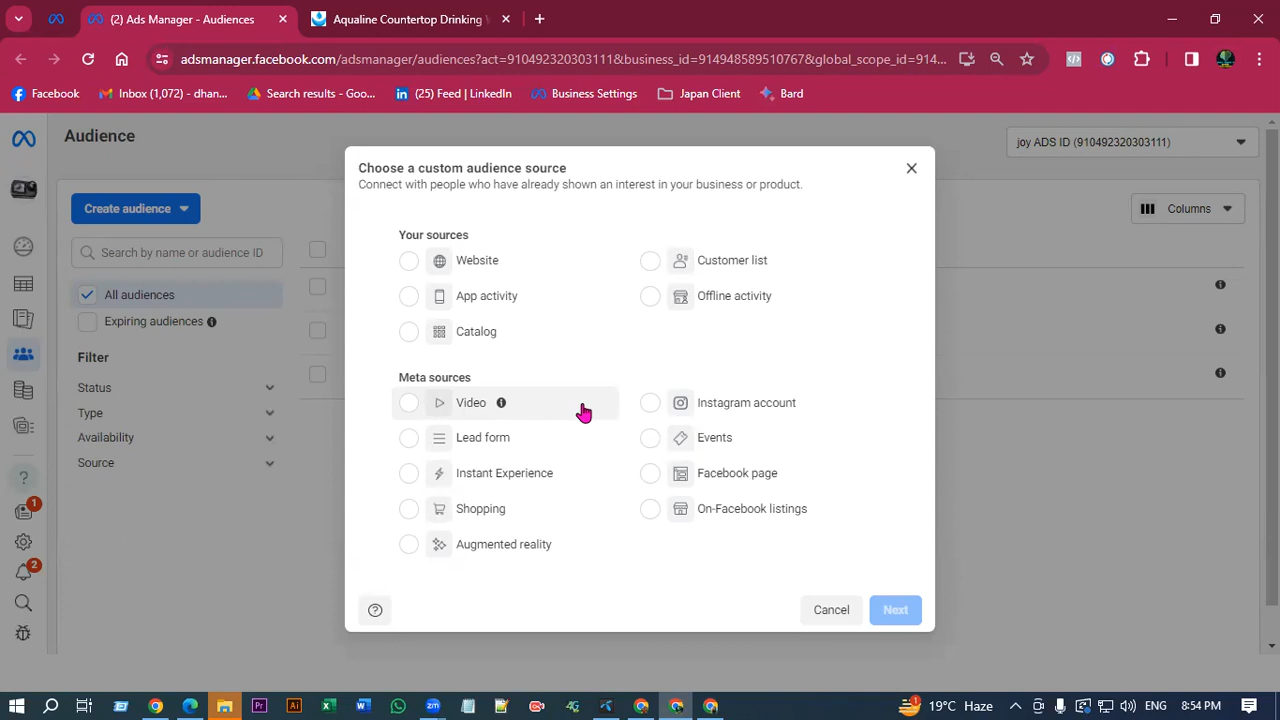 (2) Ads Manager - Audiences
Aqualine Countertop Drinking
adsmanager.facebook.com/adsmanager/audiences?act=910492320303111&business_id=914948589510767&global_scope_id=914...
Facebook
Inbox (1,072) - dhan...
Search results - Goo...
(25) Feed | LinkedIn
Business Settings
Japan Client
Bard
Audience
joy ADS ID (910492320303111)
Create audience
Columns
Search by name or audience ID
All audiences
Expiring audiences
Filter
Status
Type
Availability
Source
Choose a custom audience source
Connect with people who have already shown an interest in your business or product.
Your sources
Website
Customer list
App activity
Offline activity
Catalog
Meta sources
Video
Instagram account
Lead form
Events
Instant Experience
Facebook page
Shopping
On-Facebook listings
Augmented reality
Cancel
Next
1
2
19°C Haze
ENG
8:54 PM